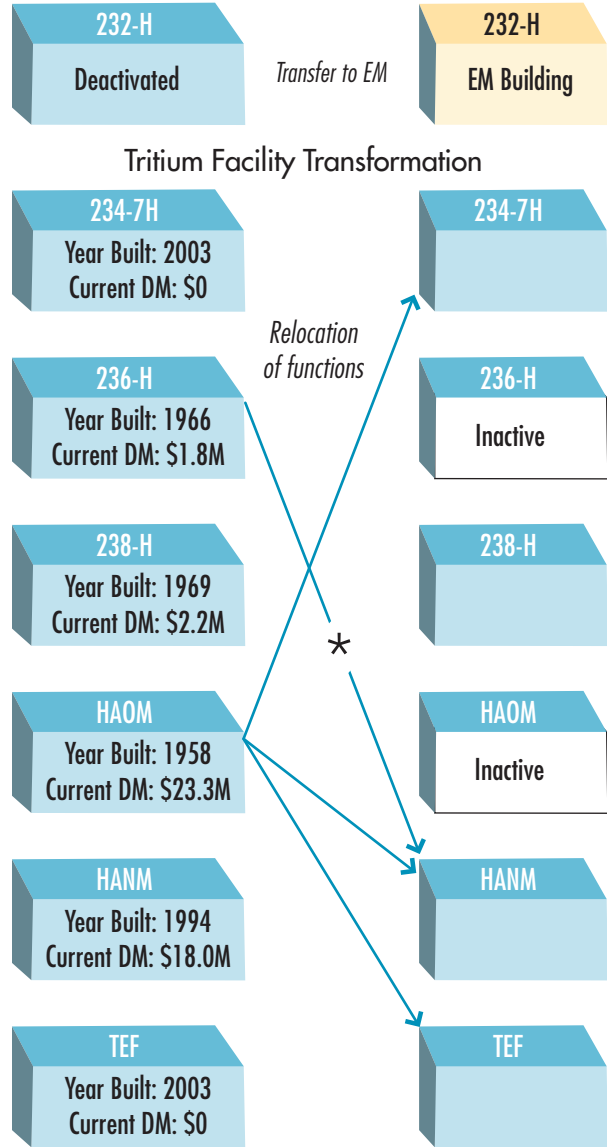 232-H
232-H
Deactivated
Transfer to EM
EM Building
Tritium Facility Transformation
234-7H
234-7H
Year Built: 2003
Current DM: $0
Relocation
of functions
236-H
236-H
Year Built: 1966
Current DM: $1.8M
Inactive
238-H
238-H
Year Built: 1969
Current DM: $2.2M
*
HAOM
HAOM
Year Built: 1958
Current DM: $23.3M
Inactive
HANM
HANM
Year Built: 1994
Current DM: $18.0M
TEF
TEF
Year Built: 2003
Current DM: $0